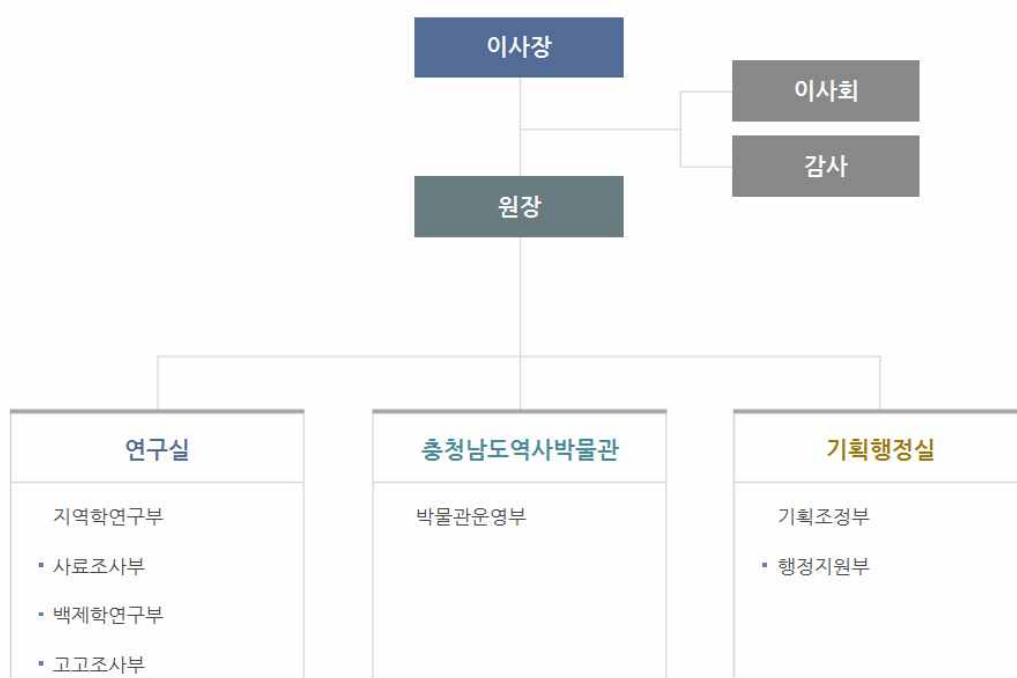 이사장
이사회
감사
원장
연구실
지역학연구부
사료조사부
백제학연구부
고고조사부
충청남도역사박물관
박물관운영부
기획행정실
기획조정부
행정지원부